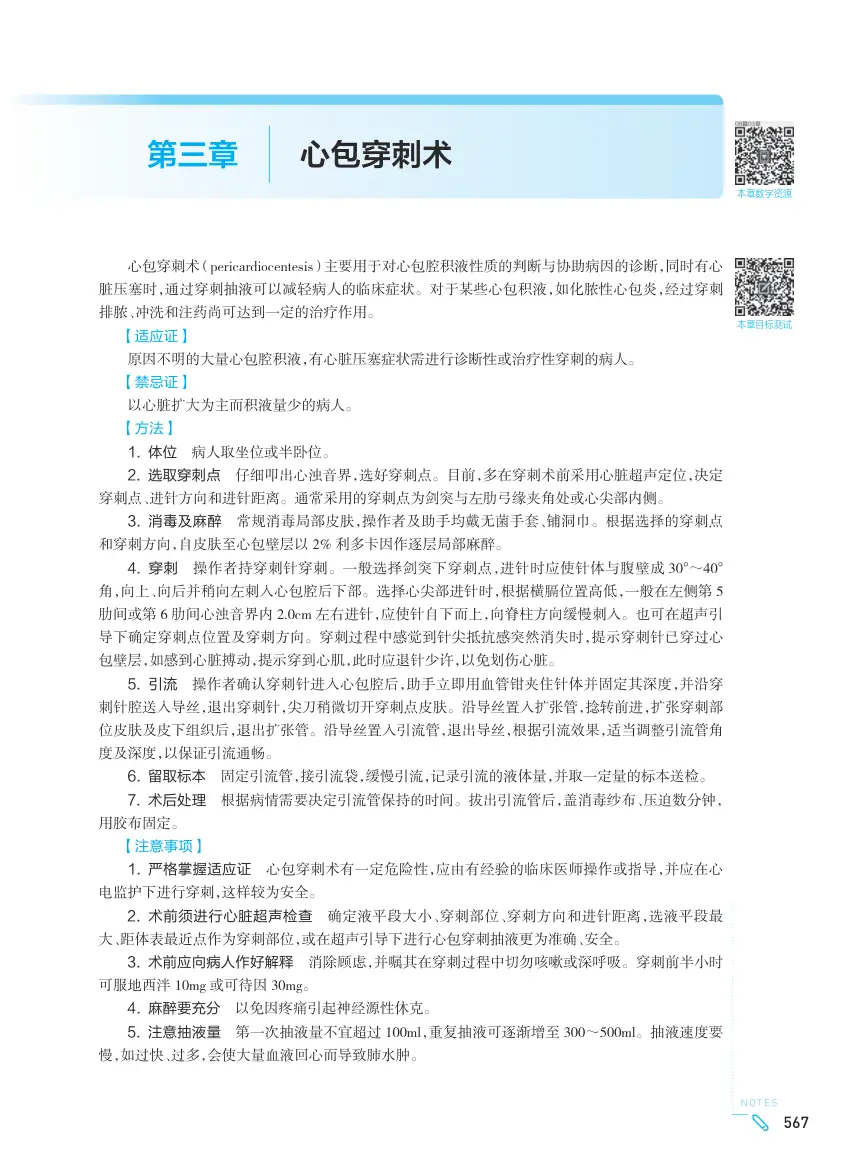 第三章 心包穿刺术
本章数字资源
心包穿刺术（pericardiocentesis）主要用于对心包腔积液性质的判断与协助病因的诊断，同时有心
脏压塞时，通过穿刺抽液可以减轻病人的临床症状。对于某些心包积液，如化脓性心包炎，经过穿刺
排脓、冲洗和注药尚可达到一定的治疗作用。
本章目标测试
【适应证】
原因不明的大量心包腔积液，有心脏压塞症状需进行诊断性或治疗性穿刺的病人。
【禁忌证】
以心脏扩大为主而积液量少的病人。
【方法】
1. 体位 病人取坐位或半卧位。
2. 选取穿刺点 仔细叩出心浊音界，选好穿刺点。目前，多在穿刺术前采用心脏超声定位，决定
穿刺点、进针方向和进针距离。通常采用的穿刺点为剑突与左肋弓缘夹角处或心尖部内侧。
3. 消毒及麻醉 常规消毒局部皮肤，操作者及助手均戴无菌手套、铺洞巾。根据选择的穿刺点
和穿刺方向，自皮肤至心包壁层以 2% 利多卡因作逐层局部麻醉。
4. 穿刺 操作者持穿刺针穿刺。一般选择剑突下穿刺点，进针时应使针体与腹壁成 30°～40°
角，向上、向后并稍向左刺入心包腔后下部。选择心尖部进针时，根据横膈位置高低，一般在左侧第 5
肋间或第 6 肋间心浊音界内 2.0cm 左右进针，应使针自下而上，向脊柱方向缓慢刺入。也可在超声引
导下确定穿刺点位置及穿刺方向。穿刺过程中感觉到针尖抵抗感突然消失时，提示穿刺针已穿过心
包壁层，如感到心脏搏动，提示穿到心肌，此时应退针少许，以免划伤心脏。
5. 引流 操作者确认穿刺针进入心包腔后，助手立即用血管钳夹住针体并固定其深度，并沿穿
刺针腔送入导丝，退出穿刺针，尖刀稍微切开穿刺点皮肤。沿导丝置入扩张管，捻转前进，扩张穿刺部
位皮肤及皮下组织后，退出扩张管。沿导丝置入引流管，退出导丝，根据引流效果，适当调整引流管角
度及深度，以保证引流通畅。
6. 留取标本 固定引流管，接引流袋，缓慢引流，记录引流的液体量，并取一定量的标本送检。
7. 术后处理 根据病情需要决定引流管保持的时间。拔出引流管后，盖消毒纱布、压迫数分钟，
用胶布固定。
【注意事项】
1. 严格掌握适应证 心包穿刺术有一定危险性，应由有经验的临床医师操作或指导，并应在心
电监护下进行穿刺，这样较为安全。
2. 术前须进行心脏超声检查 确定液平段大小、穿刺部位、穿刺方向和进针距离，选液平段最
大、距体表最近点作为穿刺部位，或在超声引导下进行心包穿刺抽液更为准确、安全。
3. 术前应向病人作好解释 消除顾虑，并嘱其在穿刺过程中切勿咳嗽或深呼吸。穿刺前半小时
可服地西泮 10mg 或可待因 30mg。
4. 麻醉要充分 以免因疼痛引起神经源性休克。
5. 注意抽液量 第一次抽液量不宜超过 100ml，重复抽液可逐渐增至 300～500ml。抽液速度要
慢，如过快、过多，会使大量血液回心而导致肺水肿。
NOTES
567